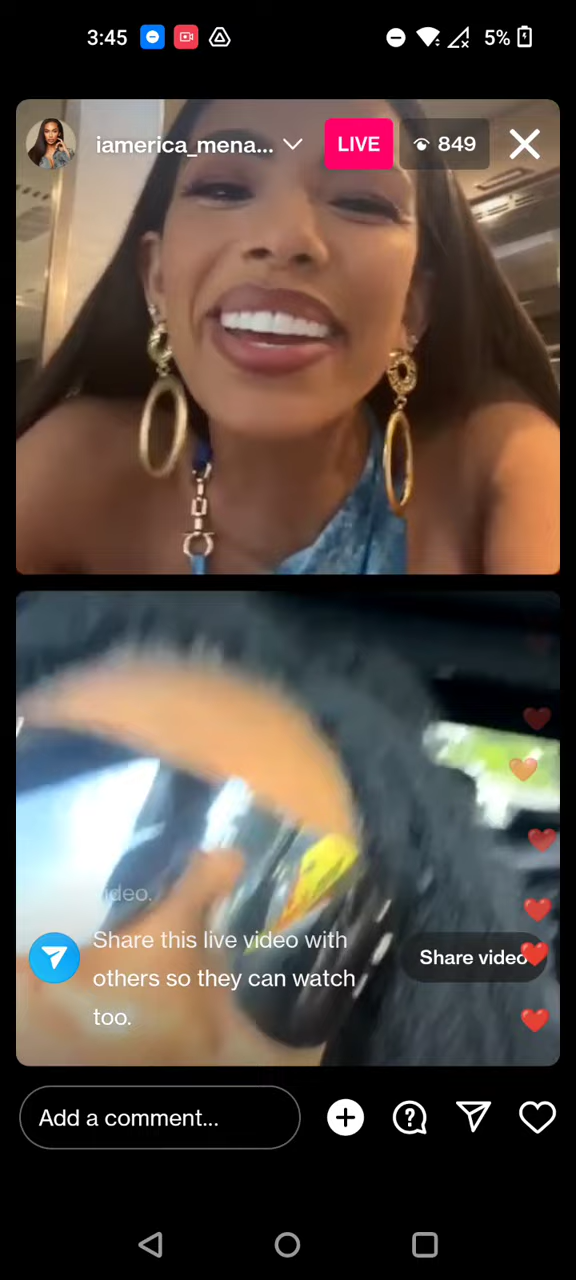 3:45
5%
iamerica_mena...
LIVE
849
ideo.
Share this live video with
others so they can watch
too.
Share video
Add a comment...